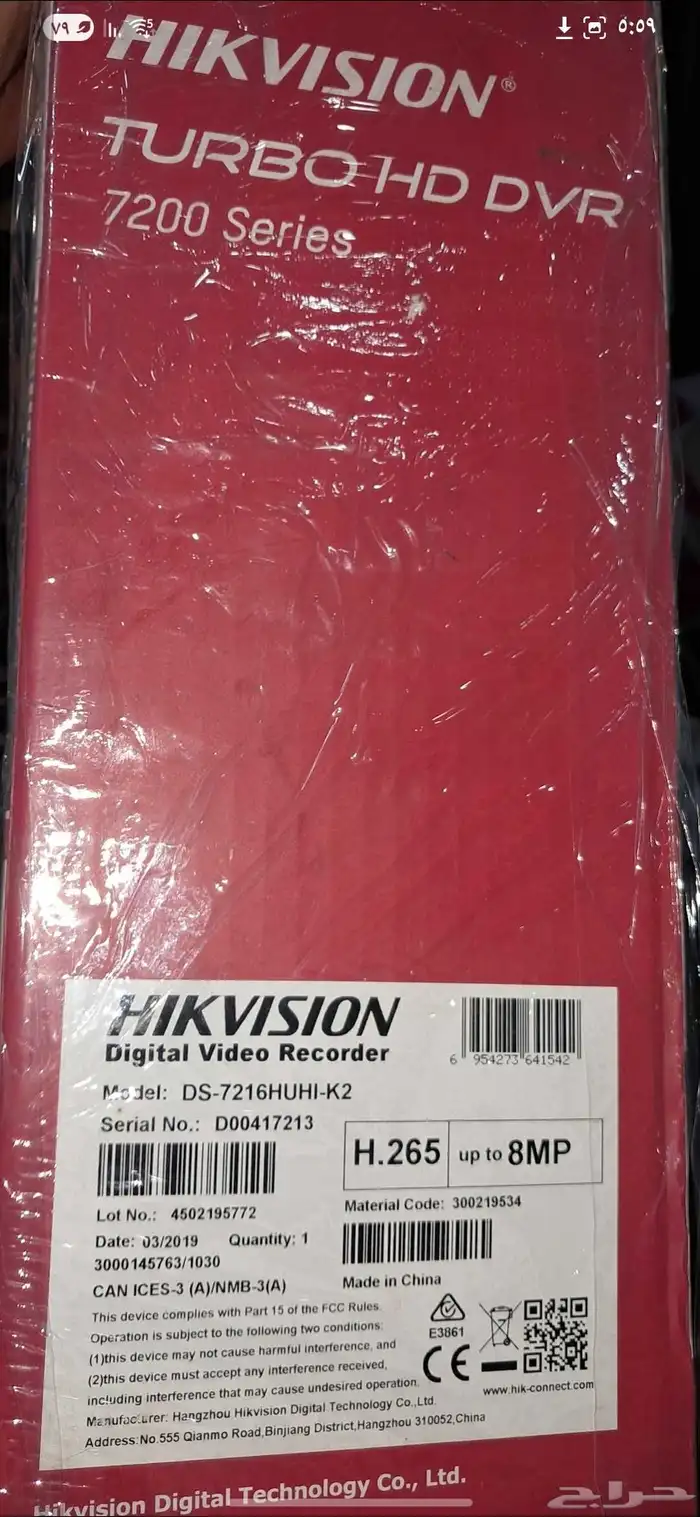 ٧٩
5
٥:٥٩
HIKVISION®
TURBO HD DVR
7200 Series
HIKVISION
Digital Video Recorder
6 954273 641542
Model: DS-7216HUHI-K2
Serial No.: D00417213
H.265 up to 8MP
Lot No.: 4502195772
Material Code: 300219534
Date: 03/2019 Quantity: 1
3000145763/1030
CAN ICES-3 (A)/NMB-3(A)
Made in China
This device complies with Part 15 of the FCC Rules.
Operation is subject to the following two conditions:
(1)this device may not cause harmful interference, and
(2)this device must accept any interference received,
including interference that may cause undesired operation.
E3861
CE
www.hik-connect.com
Manufacturer: Hangzhou Hikvision Digital Technology Co.,Ltd.
Address:No.555 Qianmo Road,Binjiang District,Hangzhou 310052,China
Hikvision Digital Technology Co., Ltd.
حراج